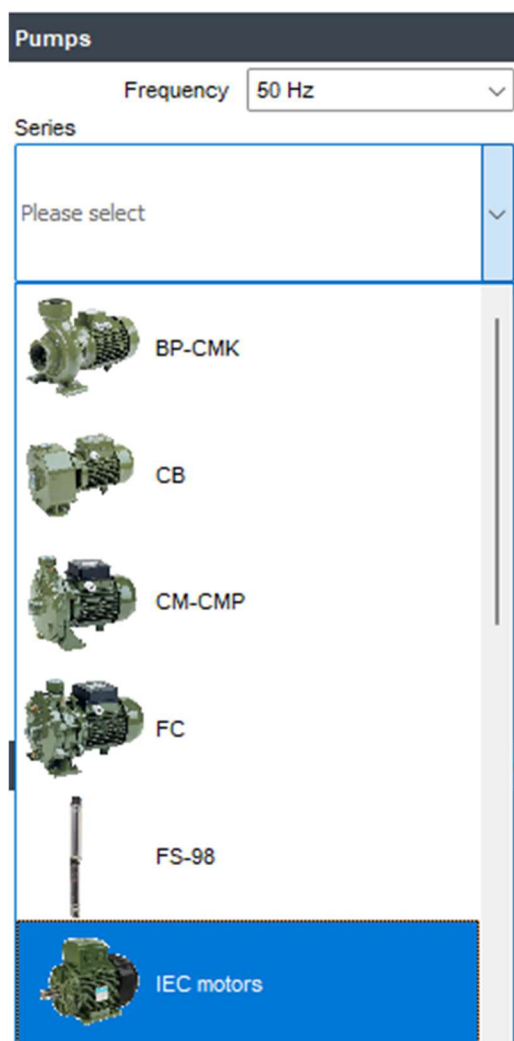 Pumps
Frequency 50 Hz
Series
Please select
BP-CMK
CB
CM-CMP
FC
FS-98
IEC motors